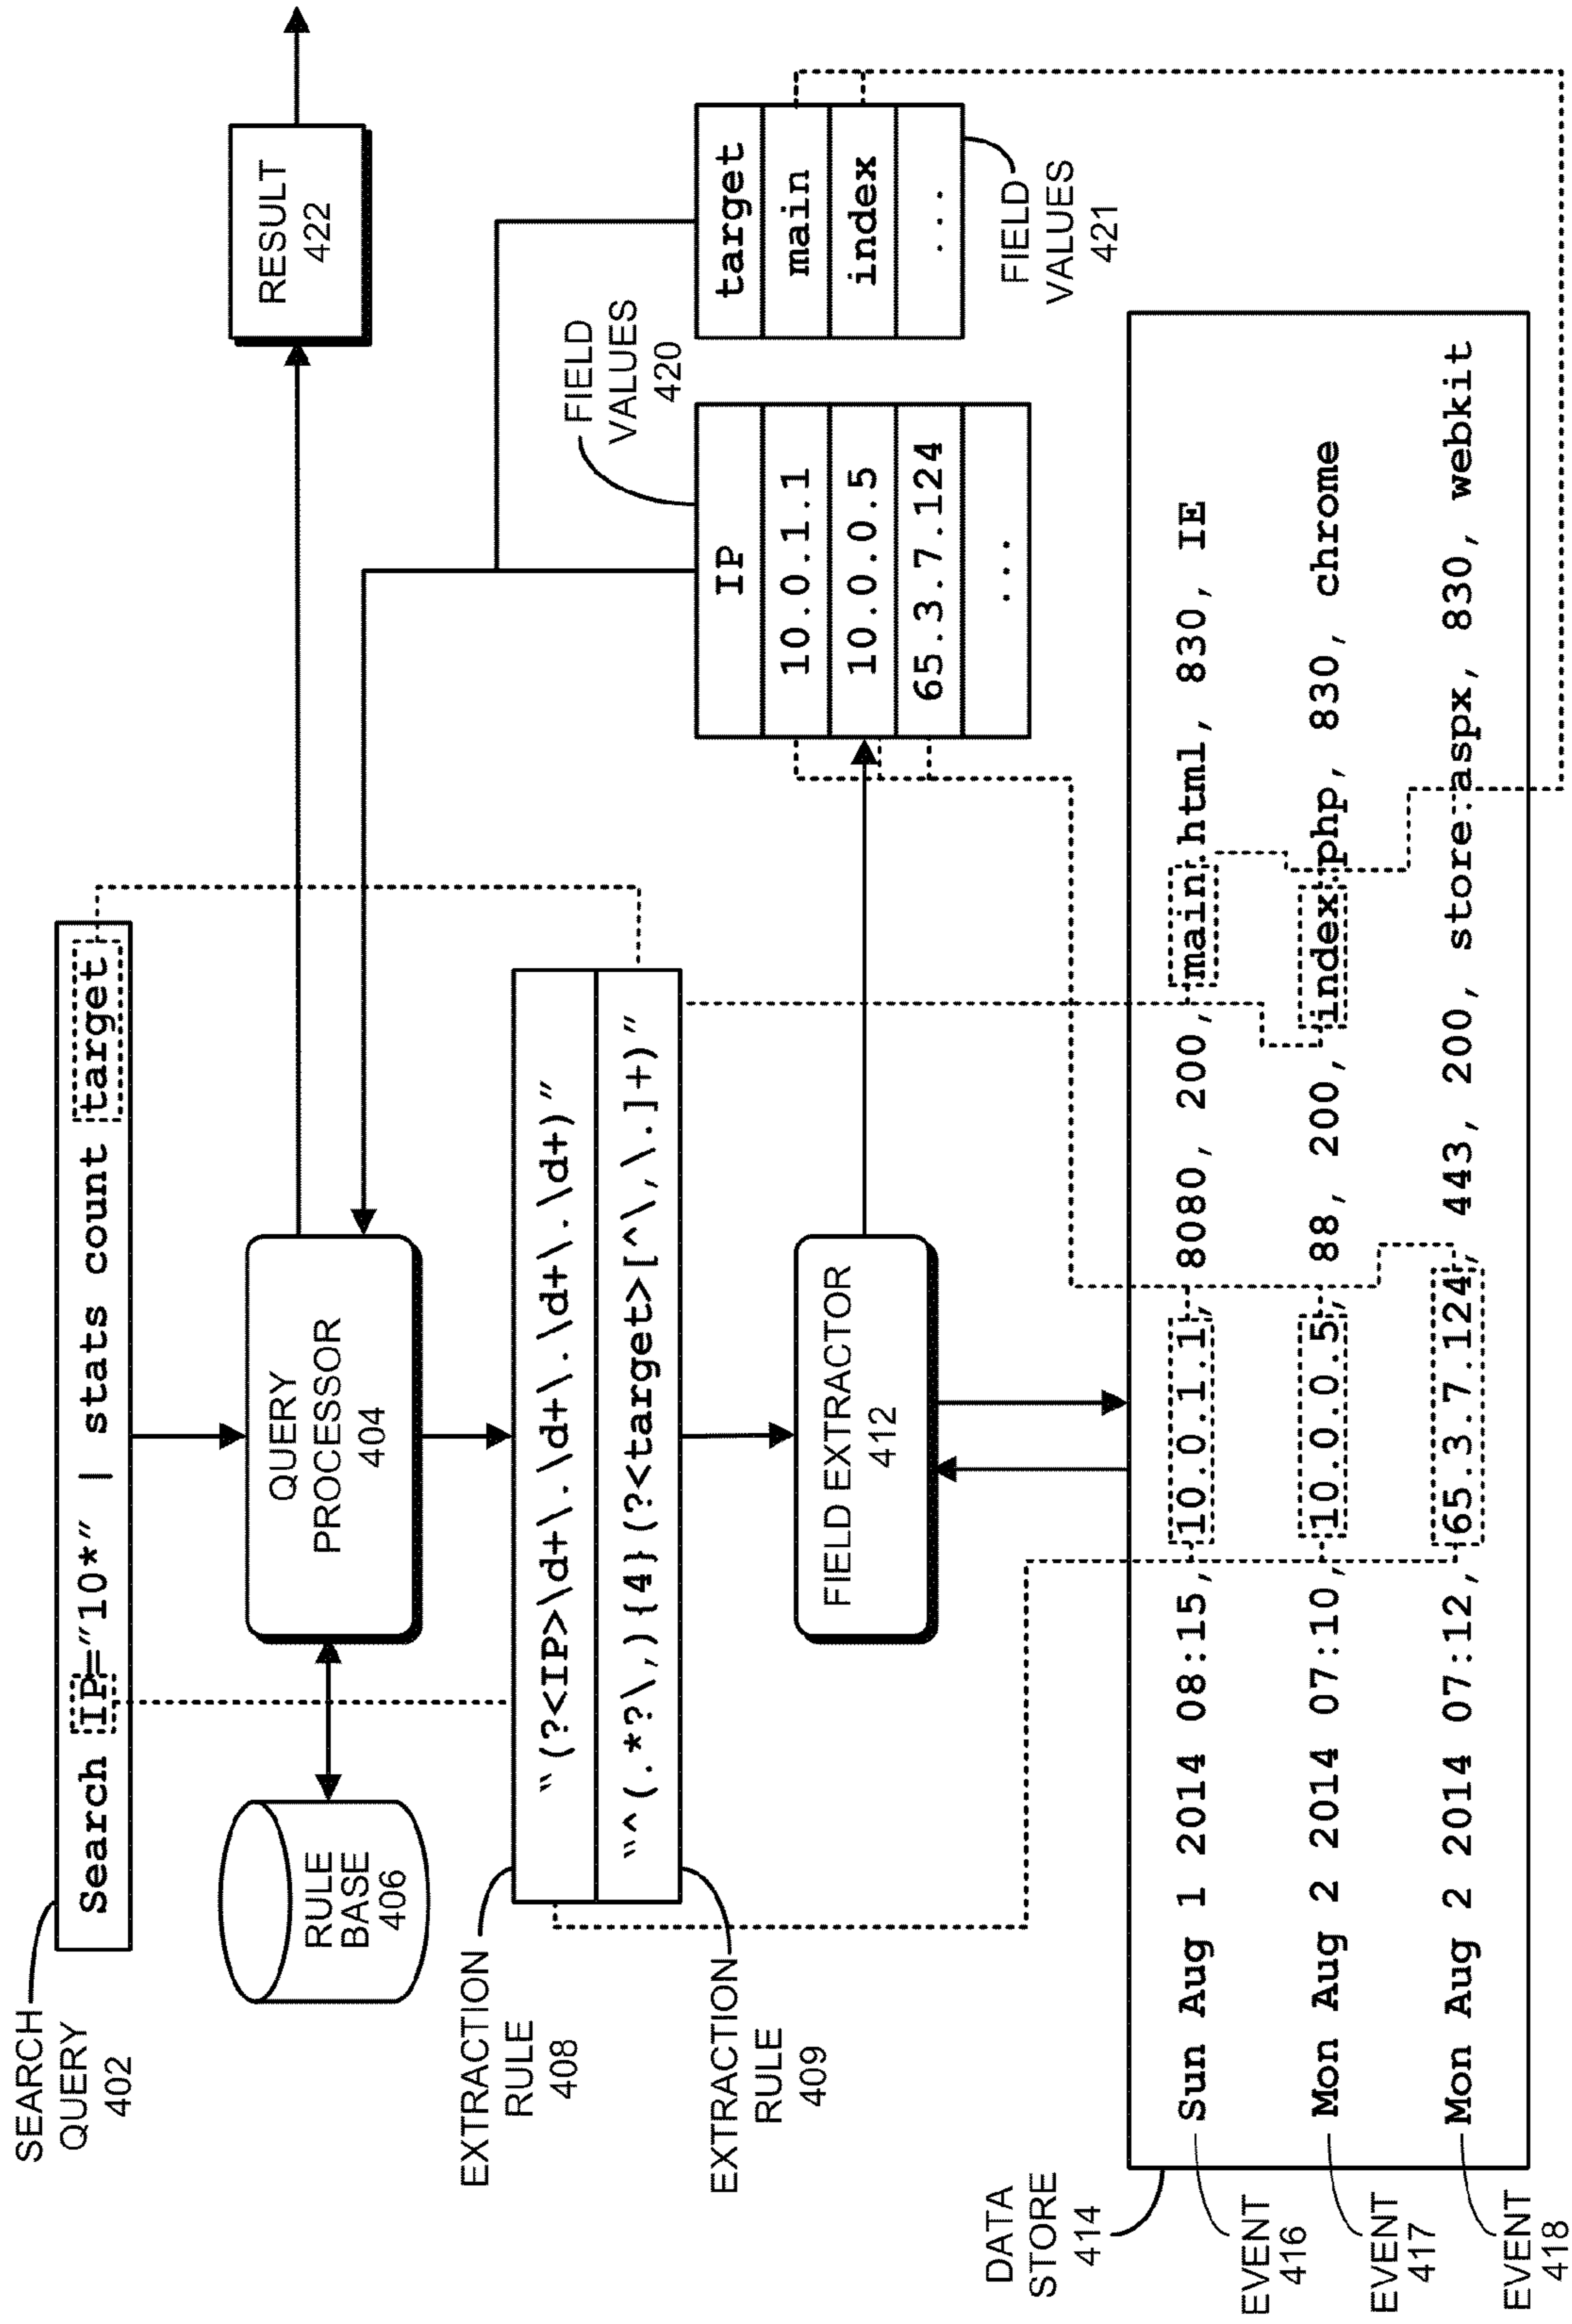 SEARCH
QUERY
402
Search IP="10*" | stats count target
RULE
BASE
406
QUERY
PROCESSOR
404
RESULT
422
EXTRACTION
RULE
408
"(?<IP>\d+\.\d+\.\d+\.\d+)"
"^(.*?\,){4}(?<target>[^\,\.]+)"
EXTRACTION
RULE
409
FIELD EXTRACTOR
412
FIELD
VALUES
420
IP
10.0.1.1
10.0.0.5
65.3.7.124
...
target
main
index
...
FIELD
VALUES
421
DATA
STORE
414
Sun Aug 1 2014 08:15,10.0.1.1, 8080, 200,main.html, 830, IE
Mon Aug 2 2014 07:10,10.0.0.5, 88, 200,index.php, 830, chrome
Mon Aug 2 2014 07:12,65.3.7.124, 443, 200, store.aspx, 830, webkit
EVENT
416
EVENT
417
EVENT
418